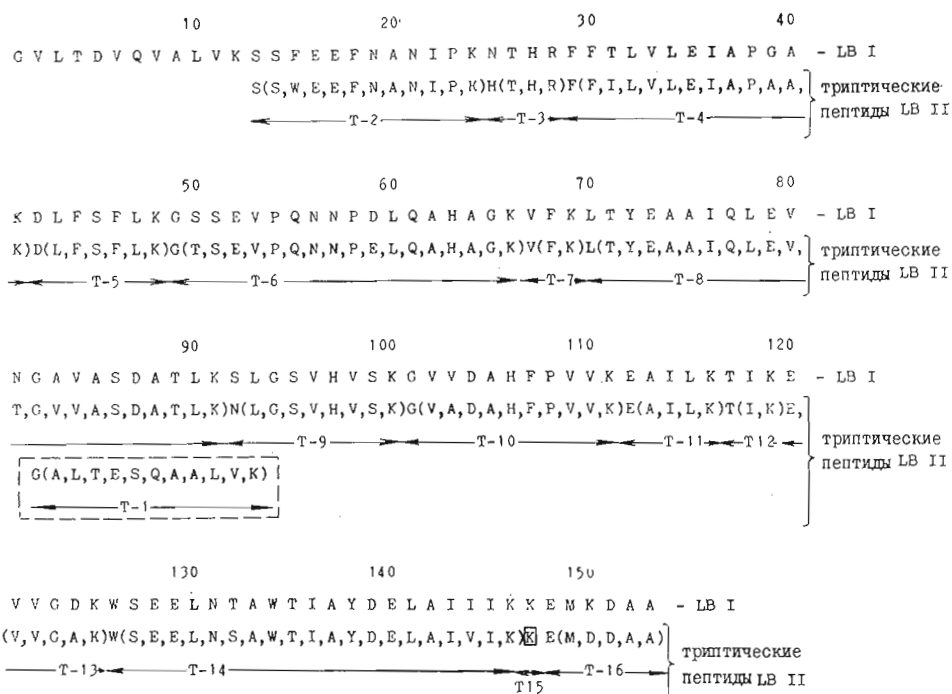 10 20 30 40
G V L T D V Q V A L V K S S F E E F N A N I P K N T H R F F T L V L E I A P G A - LB I
S(S,W,E,E,F,N,A,N,I,P,K)H(T,H,R)F(F,I,L,V,L,E,I,A,P,A,A,
триптические пептиды LB II
T-2 T-3 T-4
50 60 70 80
K D L F S F L K G S S E V P Q N N P D L Q A H A G K V F K L T Y E A A I Q L E V - LB I
K)D(L,F,S,F,L,K)G(T,S,E,V,P,Q,N,N,P,E,L,Q,A,H,A,G,K)V(F,K)L(T,Y,E,A,A,I,Q,L,E,V,
триптические пептиды LB II
T-5 T-6 T-7 T-8
90 100 110 120
N G A V A S D A T L K S L G S V H V S K G V V D A H F P V V K E A I L K T I K E - LB I
T,G,V,V,A,S,D,A,T,L,K)N(L,G,S,V,H,V,S,K)G(V,A,D,A,H,F,P,V,V,K)E(A,I,L,K)T(I,K)E,
T-9 T-10 T-11 T12
триптические пептиды LB II
G(A,L,T,E,S,Q,A,A,L,V,K)
T-1
130 140 150
V V G D K W S E E L N T A W T I A Y D E L A I I I K K E M K D A A - LB I
(V,V,G,A,K)W(S,E,E,L,N,S,A,W,T,I,A,Y,D,E,L,A,I,V,I,K)K E(M,D,D,A,A)
триптические пептиды LB II
T-13 T-14 T-16
T15